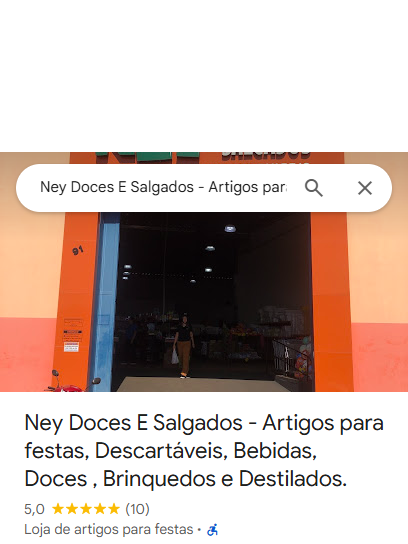 SALGADOS
Ney Doces E Salgados - Artigos par
91
Ney Doces E Salgados - Artigos para
festas, Descartáveis, Bebidas,
Doces , Brinquedos e Destilados.
5,0 (10)
Loja de artigos para festas ·